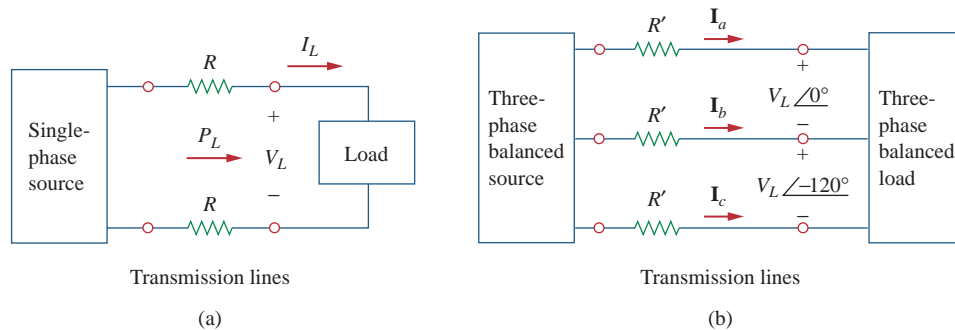 R
I_L
Single-
phase
source
P_L
+
V_L
−
Load
R
Transmission lines
(a)
Three-
phase
balanced
source
R′
I_a
+
V_L ∠0°
−
R′
I_b
+
V_L ∠−120°
−
R′
I_c
Three-
phase
balanced
load
Transmission lines
(b)